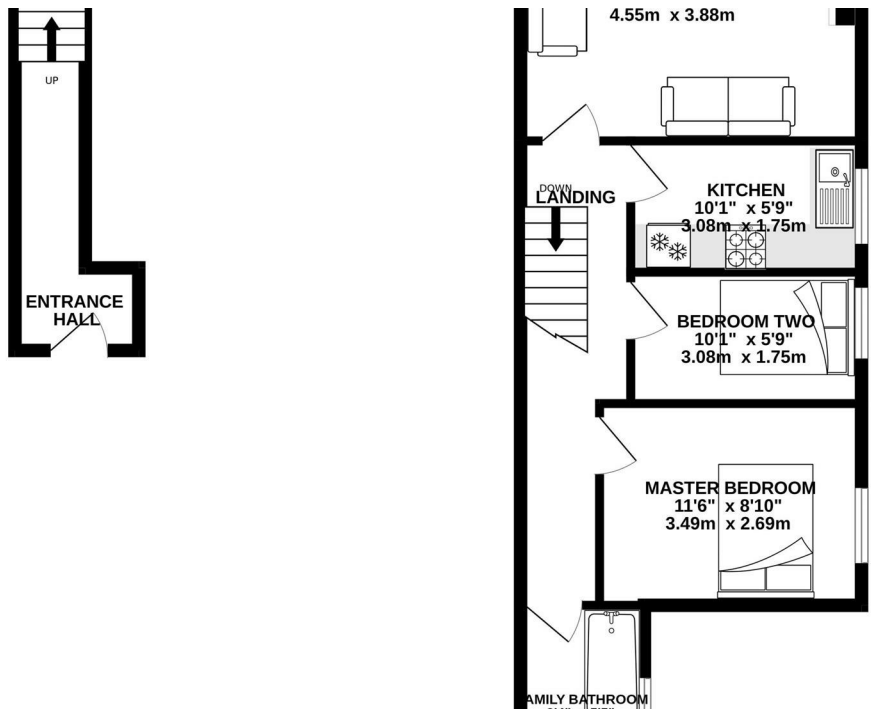 4.55m x 3.88m
UP
DOWN
LANDING
KITCHEN
10'1" x 5'9"
3.08m x 1.75m
ENTRANCE
HALL
BEDROOM TWO
10'1" x 5'9"
3.08m x 1.75m
MASTER BEDROOM
11'6" x 8'10"
3.49m x 2.69m
AMILY BATHROOM